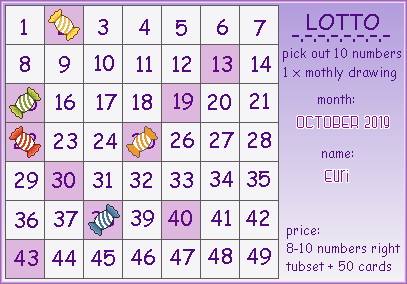 1 3 4 5 6 7
8 9 10 11 12 13 14
16 17 18 19 20 21
23 24 26 27 28
29 30 31 32 33 34 35
36 37 39 40 41 42
43 44 45 46 47 48 49
LOTTO
pick out 10 numbers
1 x mothly drawing
month:
OCTOBER 2019
name:
Euri
price:
8-10 numbers right
tubset + 50 cards